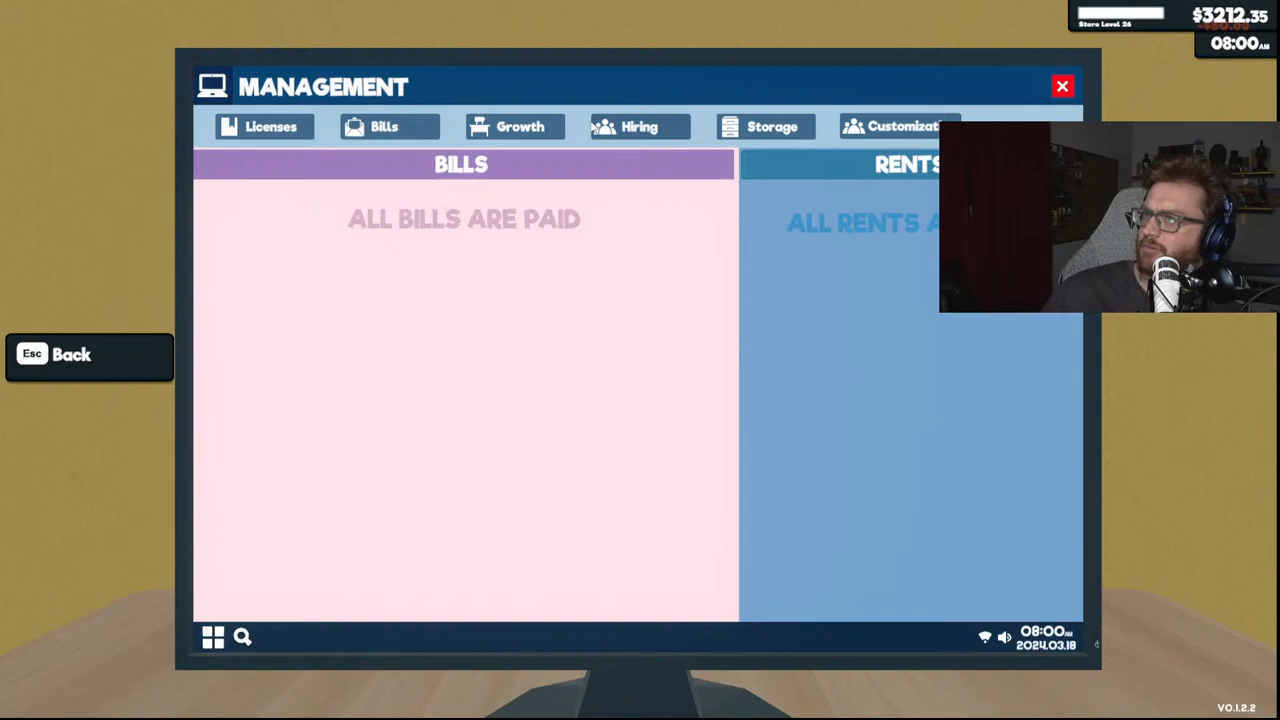 $3212.35
Store Level 26
08:00AM
MANAGEMENT
Licenses
Bills
Growth
Hiring
Storage
Customizati
BILLS
RENTS
ALL BILLS ARE PAID
ALL RENTS A
Esc Back
08:00AM
2024.03.18
V0.1.2.2